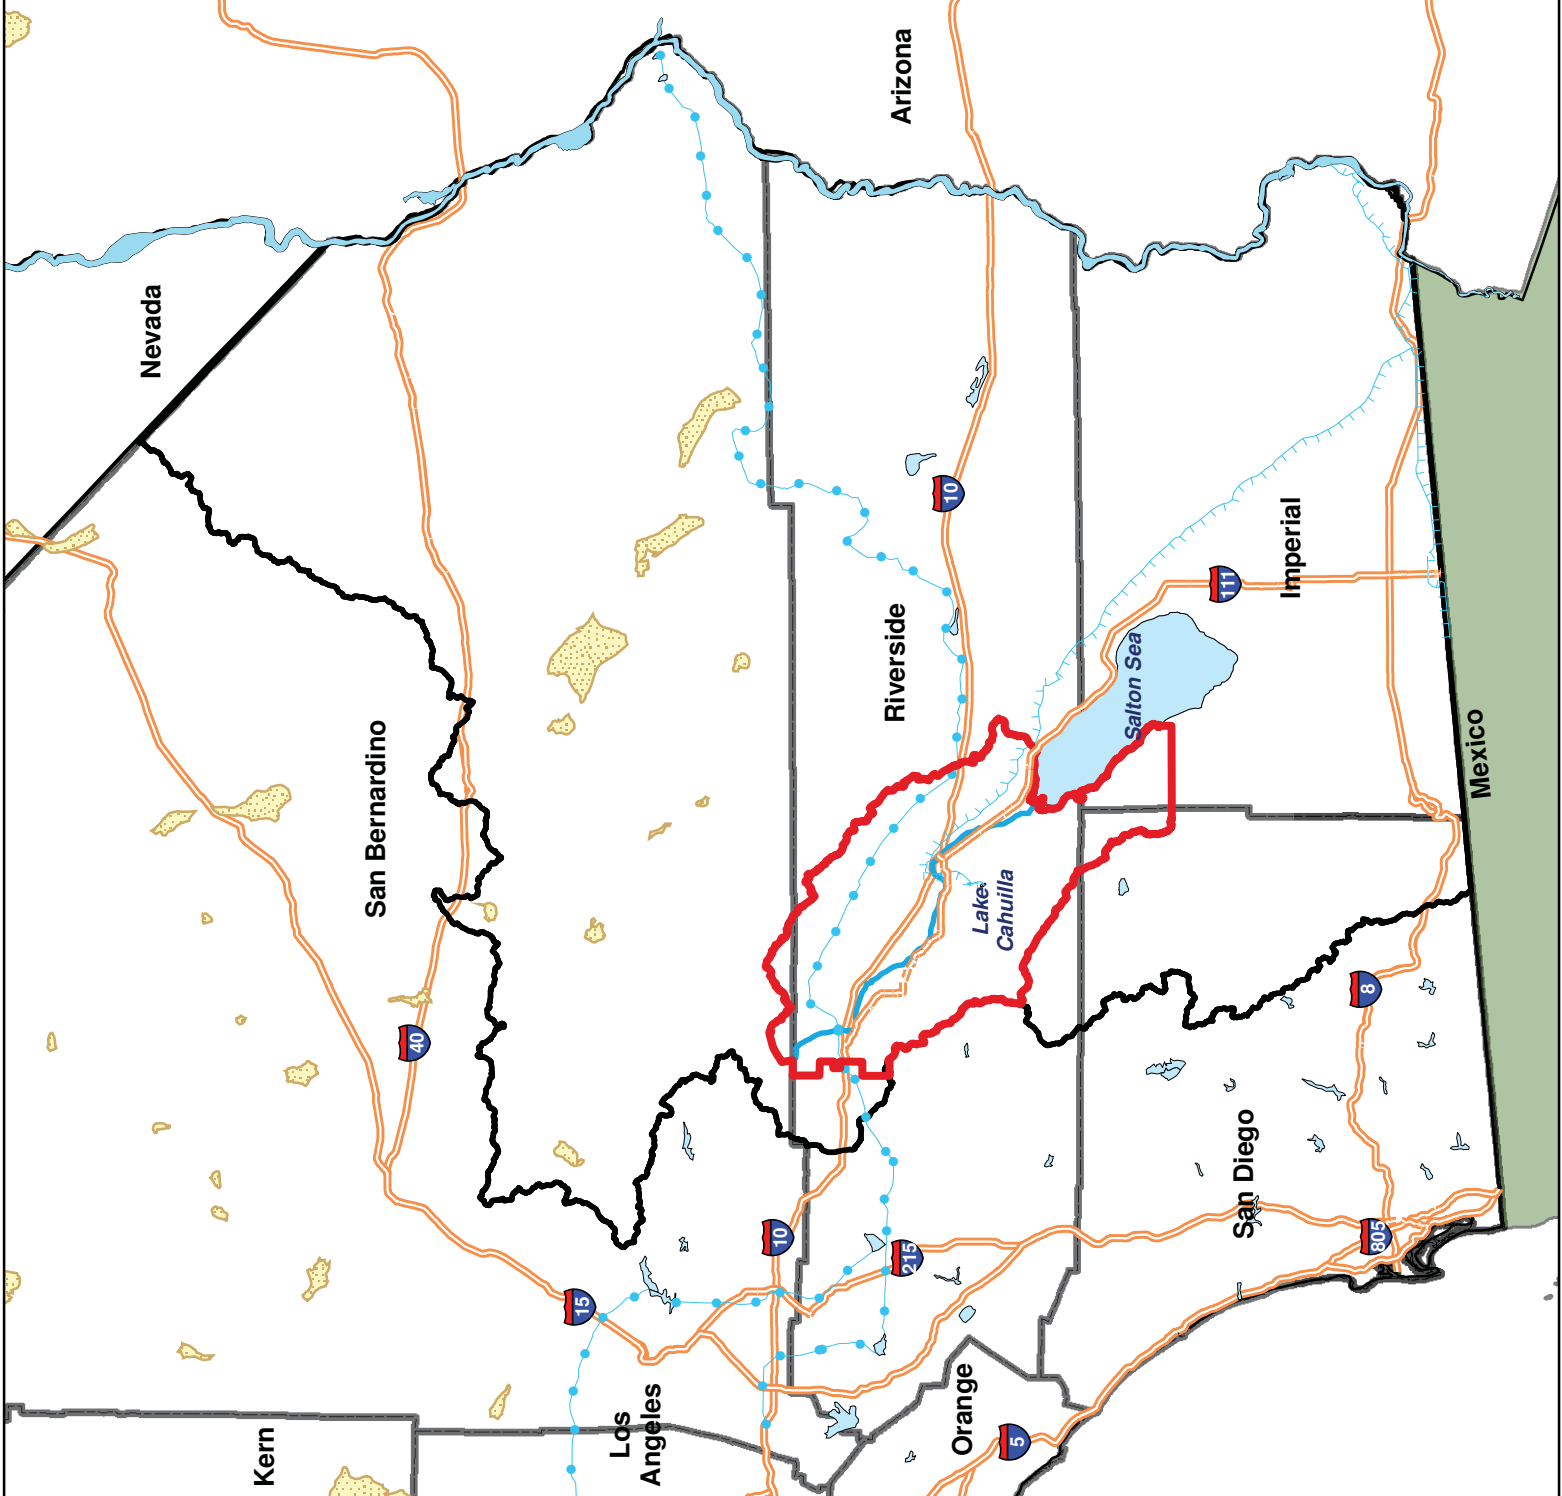 Nevada
Arizona
San Bernardino
40
15
10
Riverside
10
Salton Sea
Lake
Cahuilla
111
Imperial
Mexico
8
San Diego
805
215
Orange
5
Los
Angeles
Kern